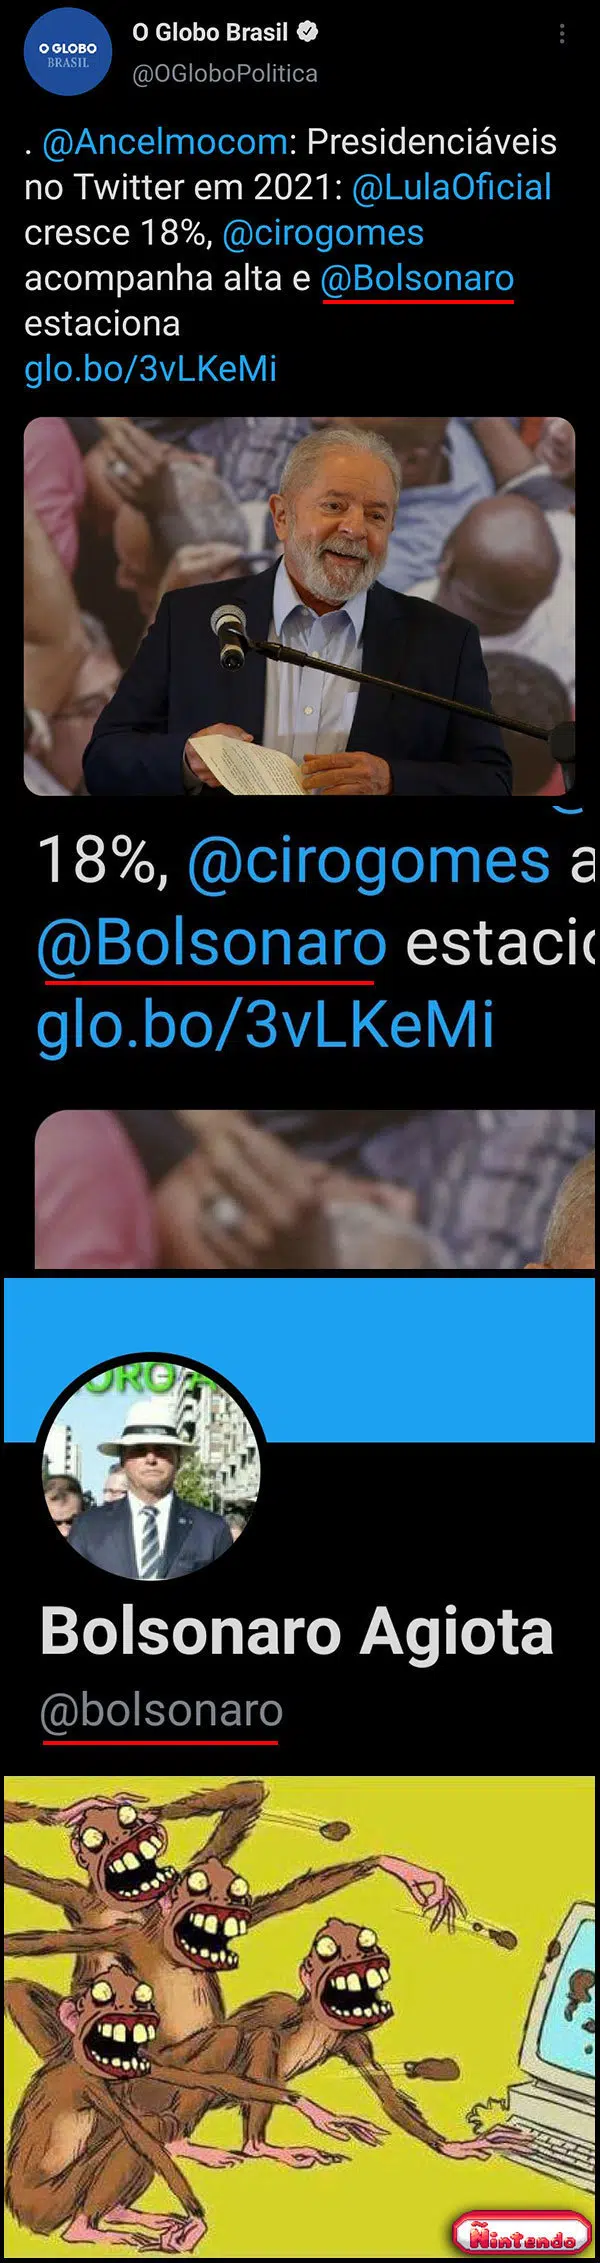 O GLOBO
BRASIL
O Globo Brasil
@OGloboPolitica
. @Ancelmocom: Presidenciáveis
no Twitter em 2021: @LulaOficial
cresce 18%, @cirogomes
acompanha alta e @Bolsonaro
estaciona
glo.bo/3vLKeMi
18%, @cirogomes a
@Bolsonaro estacio
glo.bo/3vLKeMi
Bolsonaro Agiota
@bolsonaro
Ñintendo